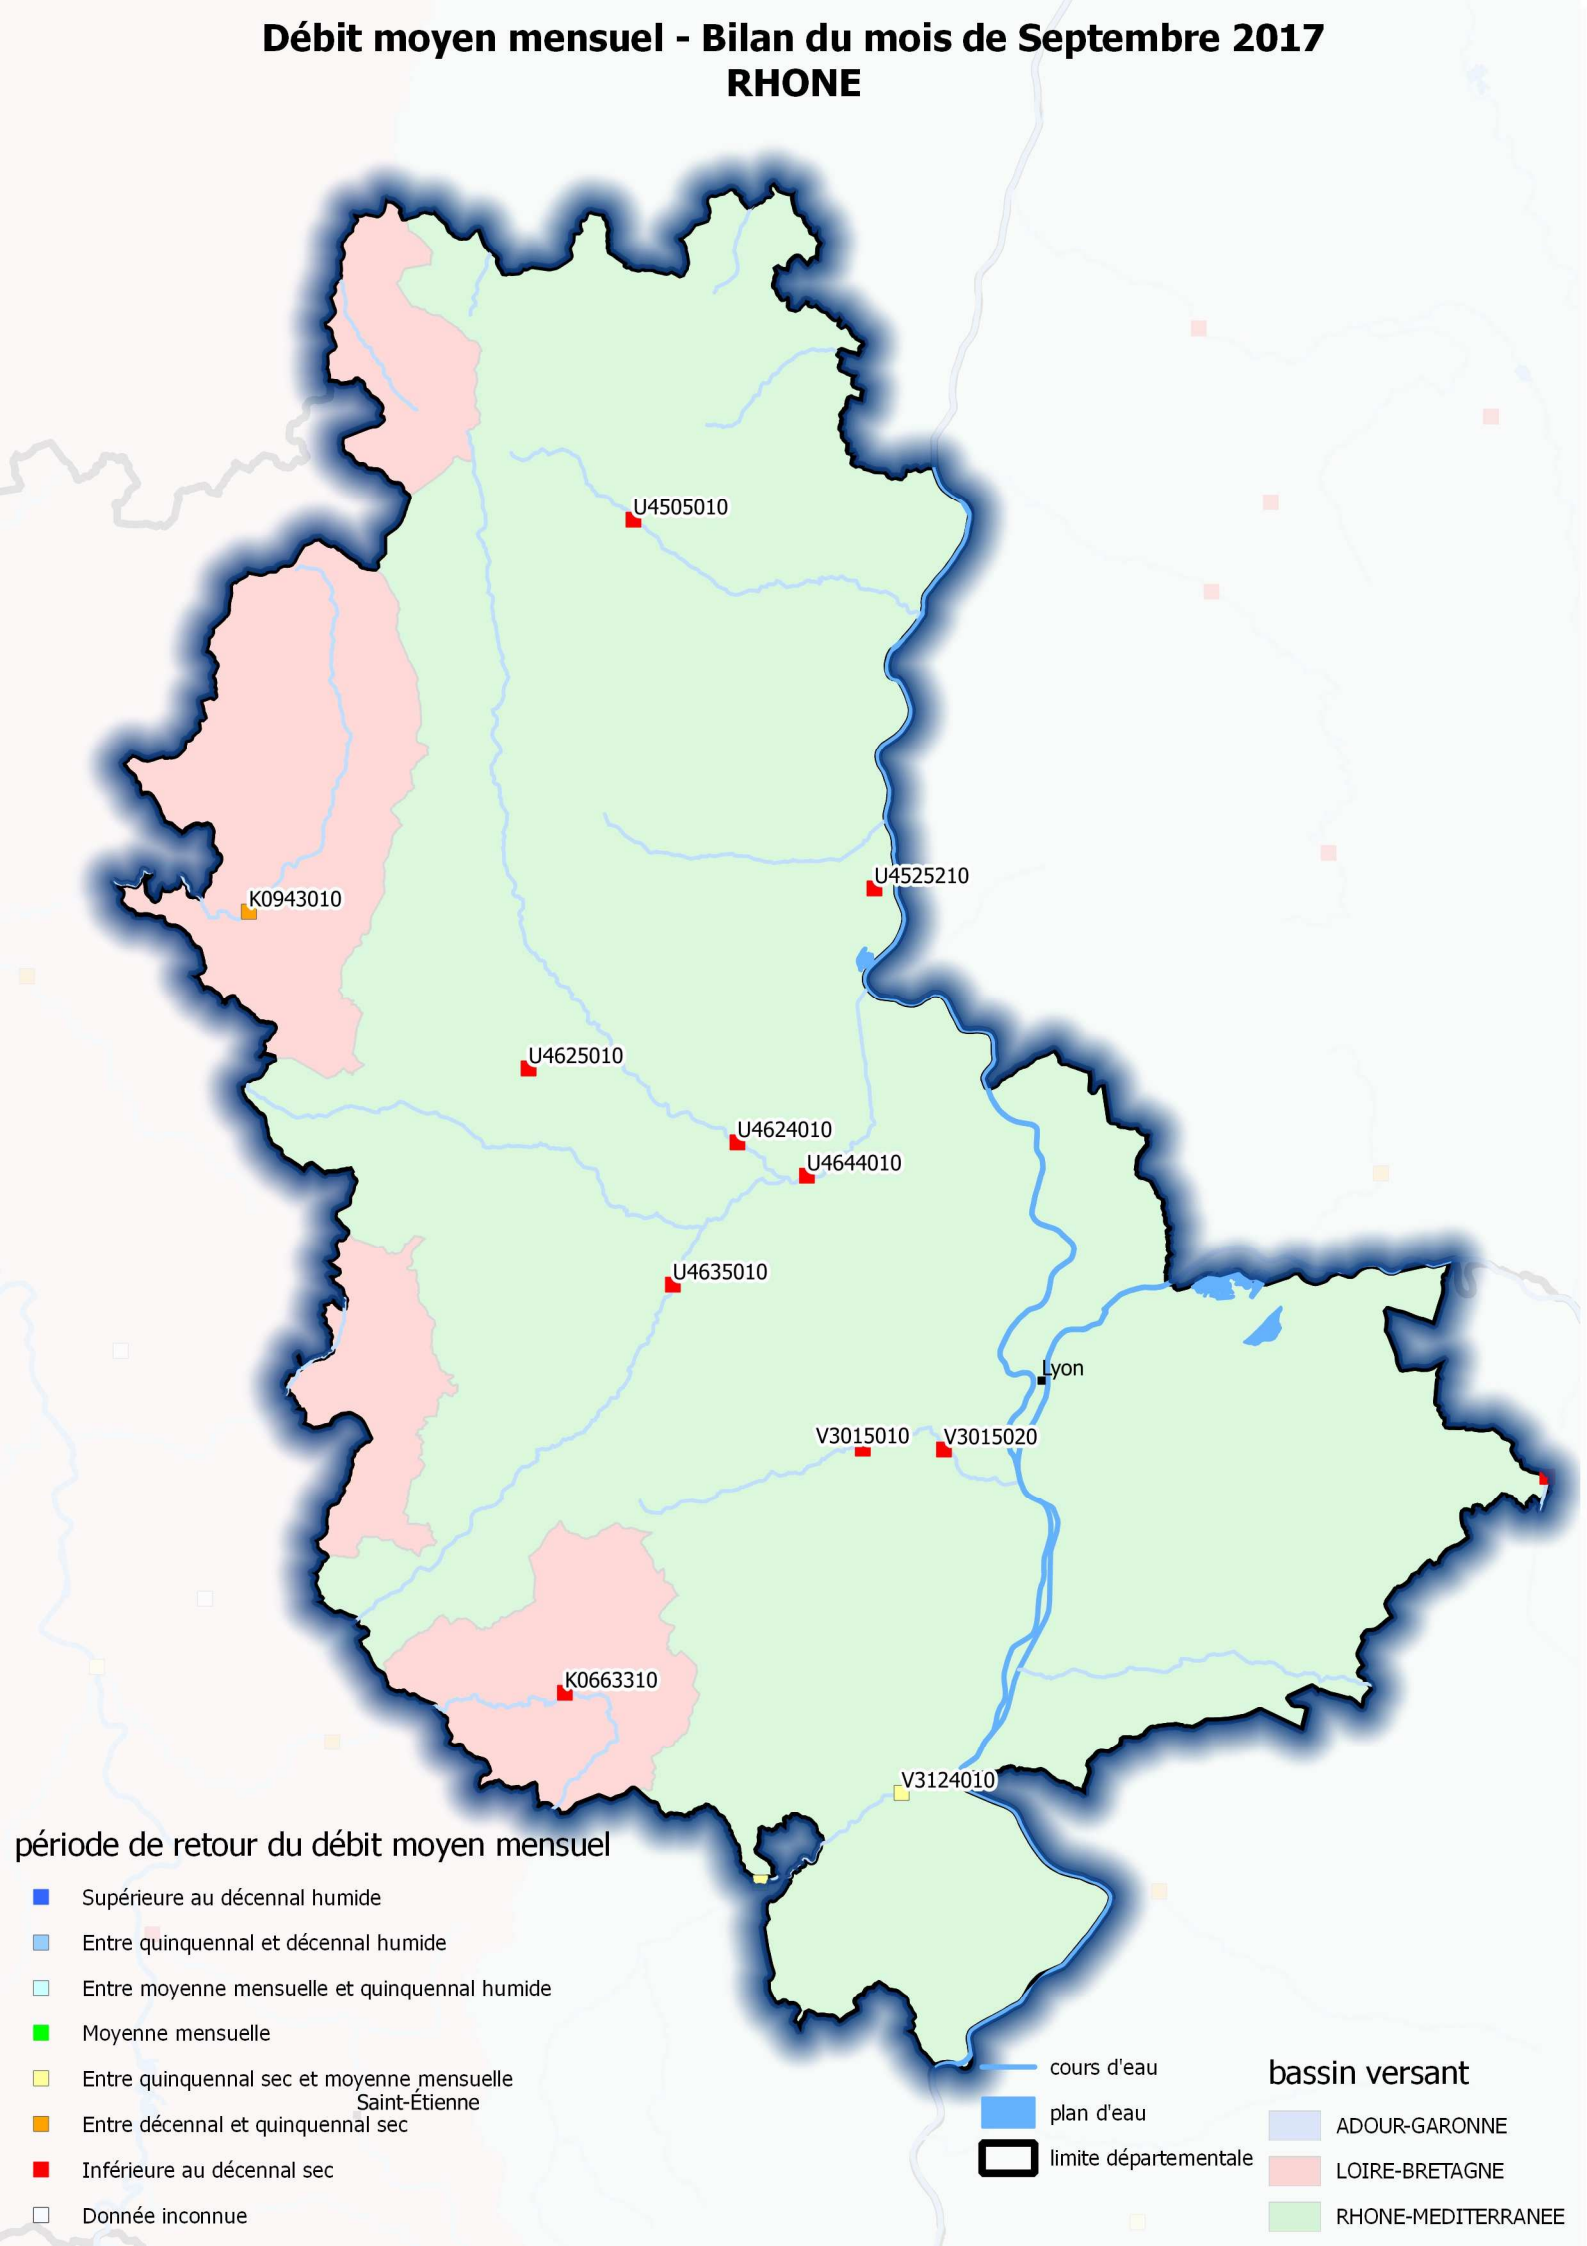 Débit moyen mensuel - Bilan du mois de Septembre 2017
RHONE
U4505010
U4525210
K0943010
U4625010
U4624010
U4644010
U4635010
Lyon
V3015010
V3015020
K0663310
V3124010
période de retour du débit moyen mensuel
Supérieure au décennal humide
Entre quinquennal et décennal humide
Entre moyenne mensuelle et quinquennal humide
Moyenne mensuelle
Entre quinquennal sec et moyenne mensuelle
Saint-Étienne
Entre décennal et quinquennal sec
Inférieure au décennal sec
Donnée inconnue
cours d'eau
plan d'eau
limite départementale
bassin versant
ADOUR-GARONNE
LOIRE-BRETAGNE
RHONE-MEDITERRANEE